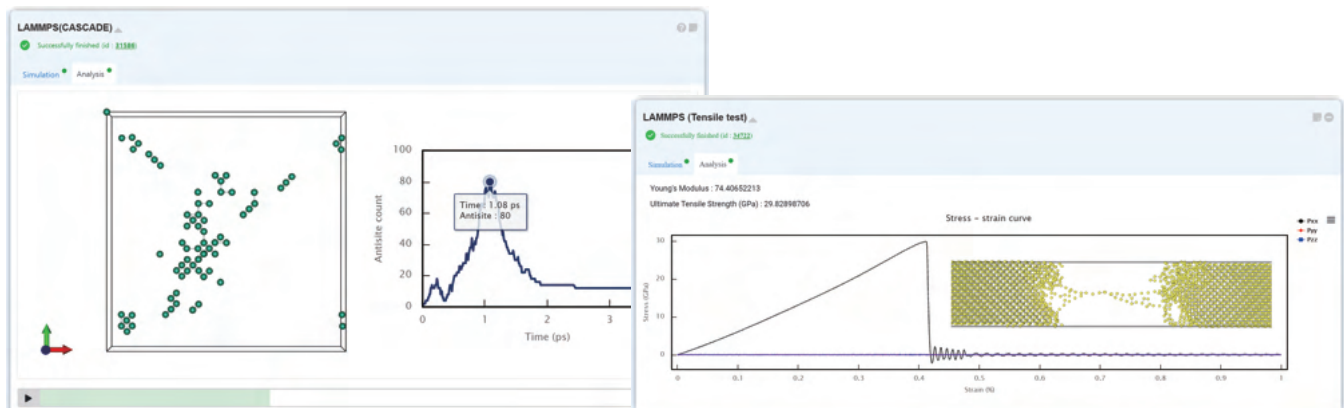 LAMMPS(CASCADE)
Successfully finished (id : 31588)
Simulation
Analysis
100
80
60
40
20
0
Antisite count
Time : 1.08 ps
Antisite : 80
0
1
2
3
Time (ps)
LAMMPS (Tensile test)
Successfully finished (id : 34722)
Simulation
Analysis
Young's Modulus : 74.40652213
Ultimate Tensile Strength (GPa) : 29.82898706
Stress – strain curve
Pxx
Pyy
Pzz
30
20
10
0
Stress (GPa)
0
0.1
0.2
0.3
0.4
0.5
0.6
0.7
0.8
0.9
1
Strain (%)